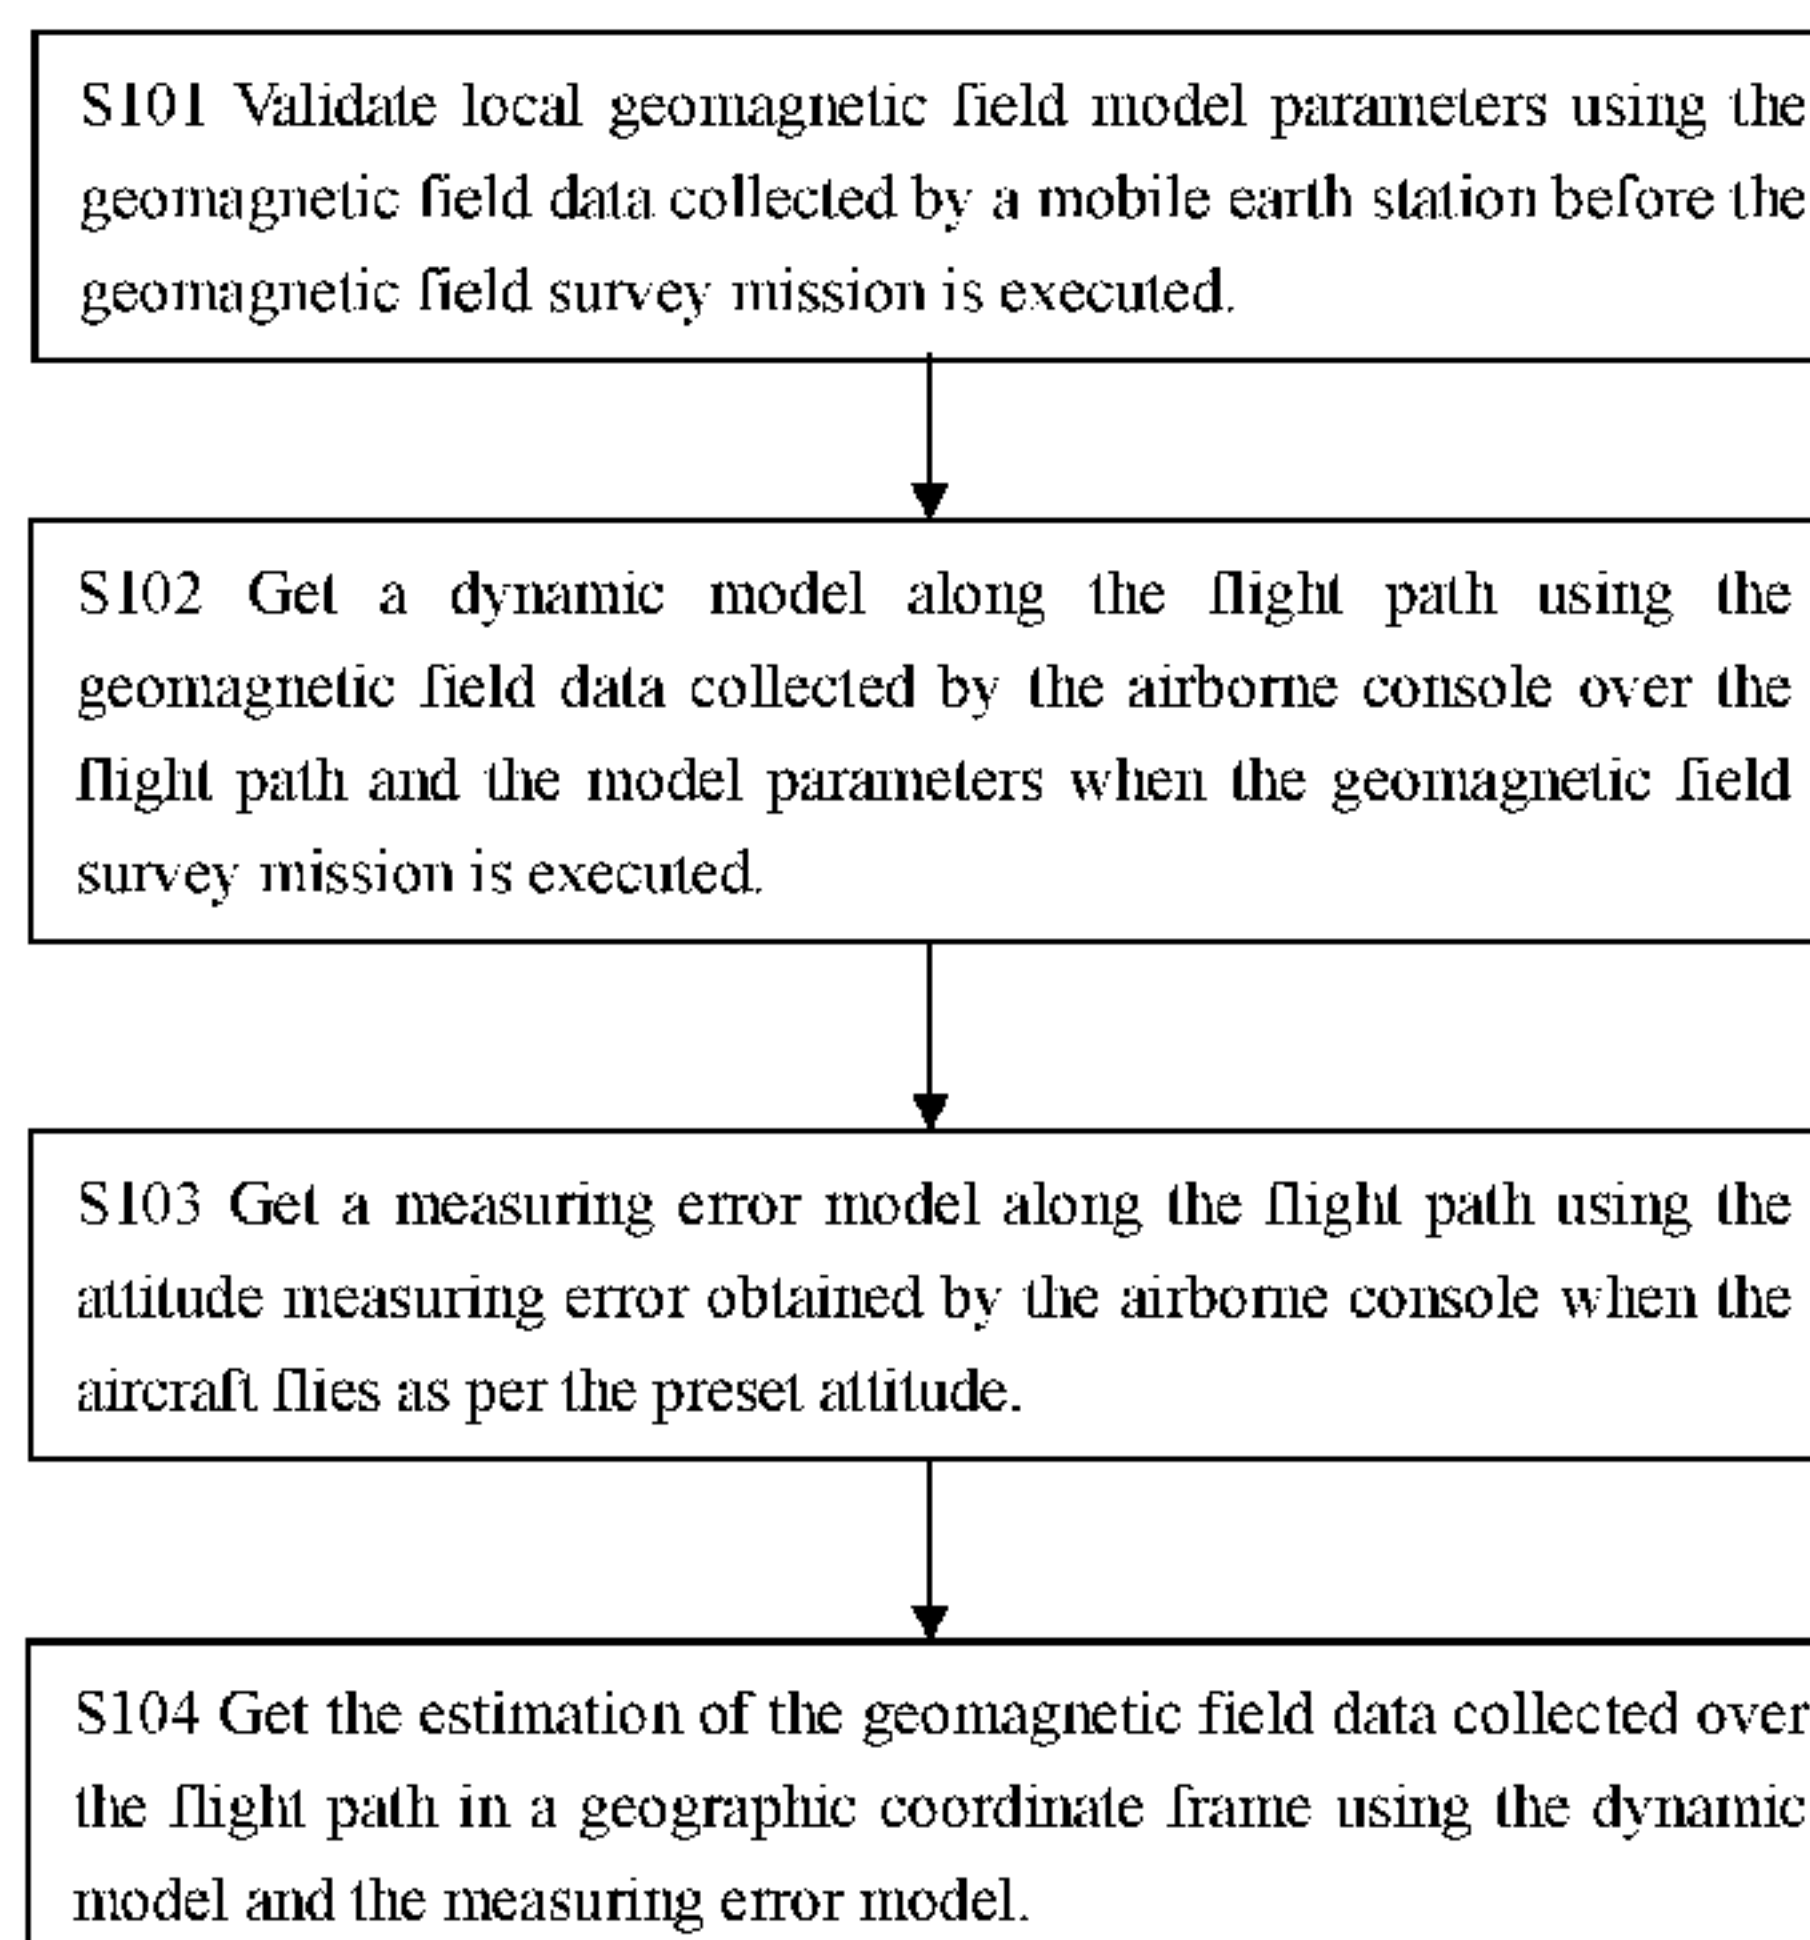 S101 Validate local geomagnetic field model parameters using the
geomagnetic field data collected by a mobile earth station before the
geomagnetic field survey mission is executed.
S102 Get a dynamic model along the flight path using the
geomagnetic field data collected by the airborne console over the
flight path and the model parameters when the geomagnetic field
survey mission is executed.
S103 Get a measuring error model along the flight path using the
attitude measuring error obtained by the airborne console when the
aircraft flies as per the preset attitude.
S104 Get the estimation of the geomagnetic field data collected over
the flight path in a geographic coordinate frame using the dynamic
model and the measuring error model.